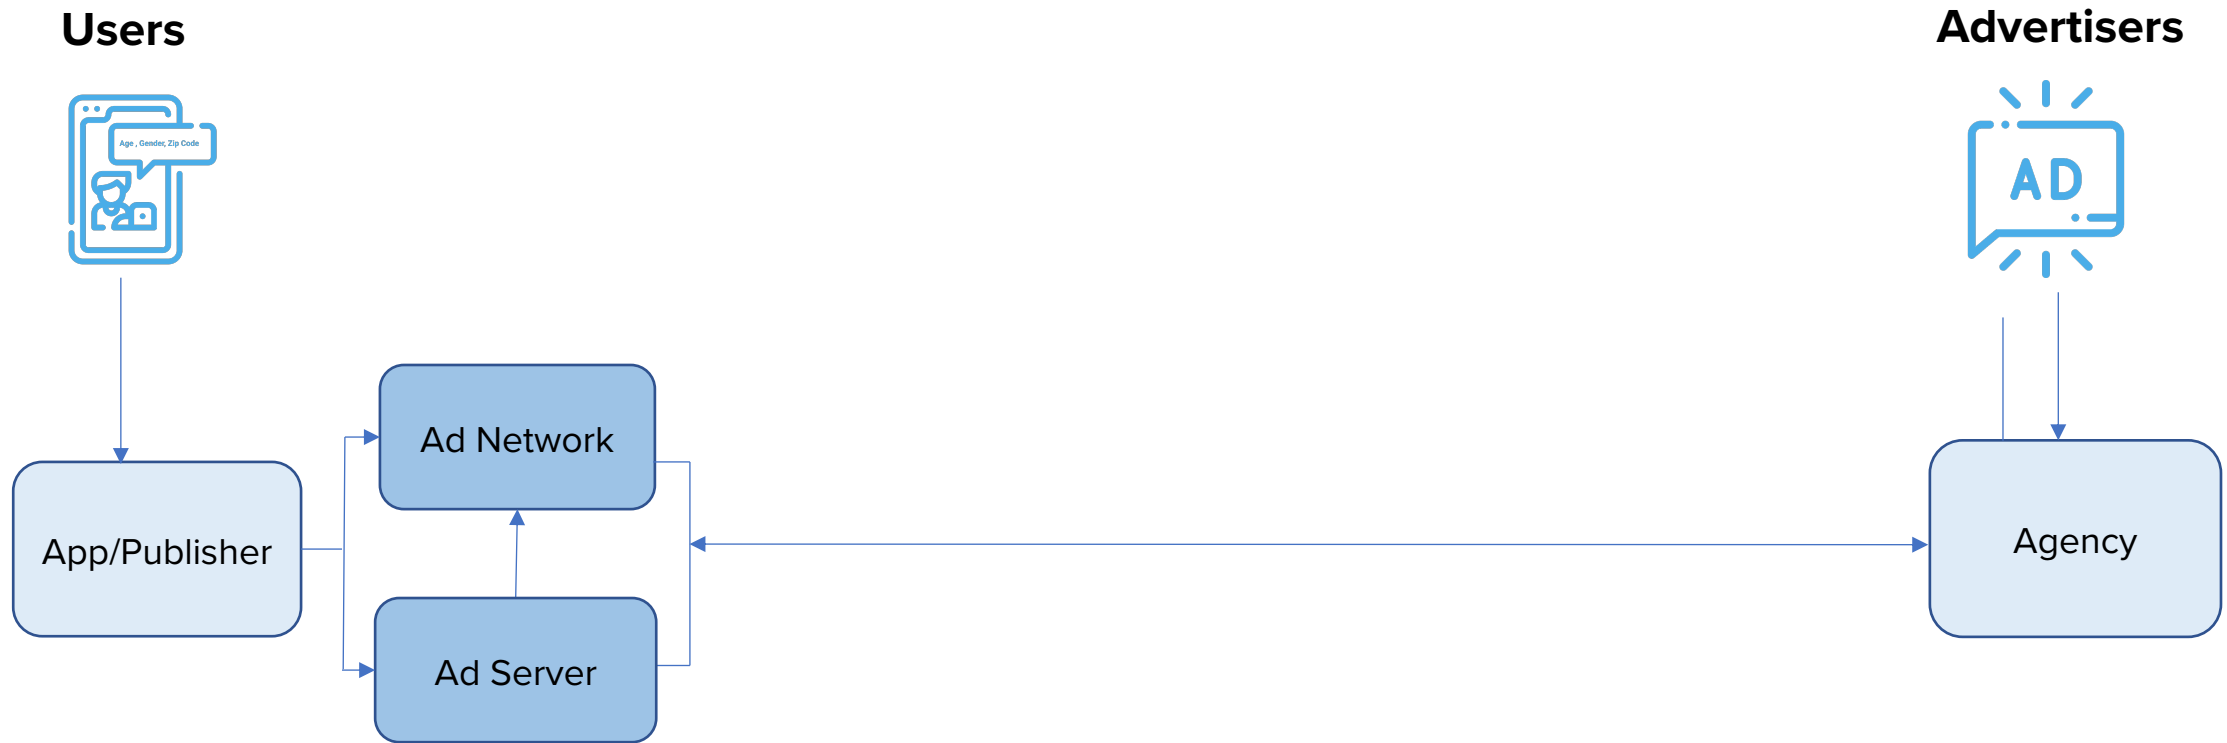 Users
Advertisers
Age , Gender, Zip Code
AD
Ad Network
App/Publisher
Agency
Ad Server